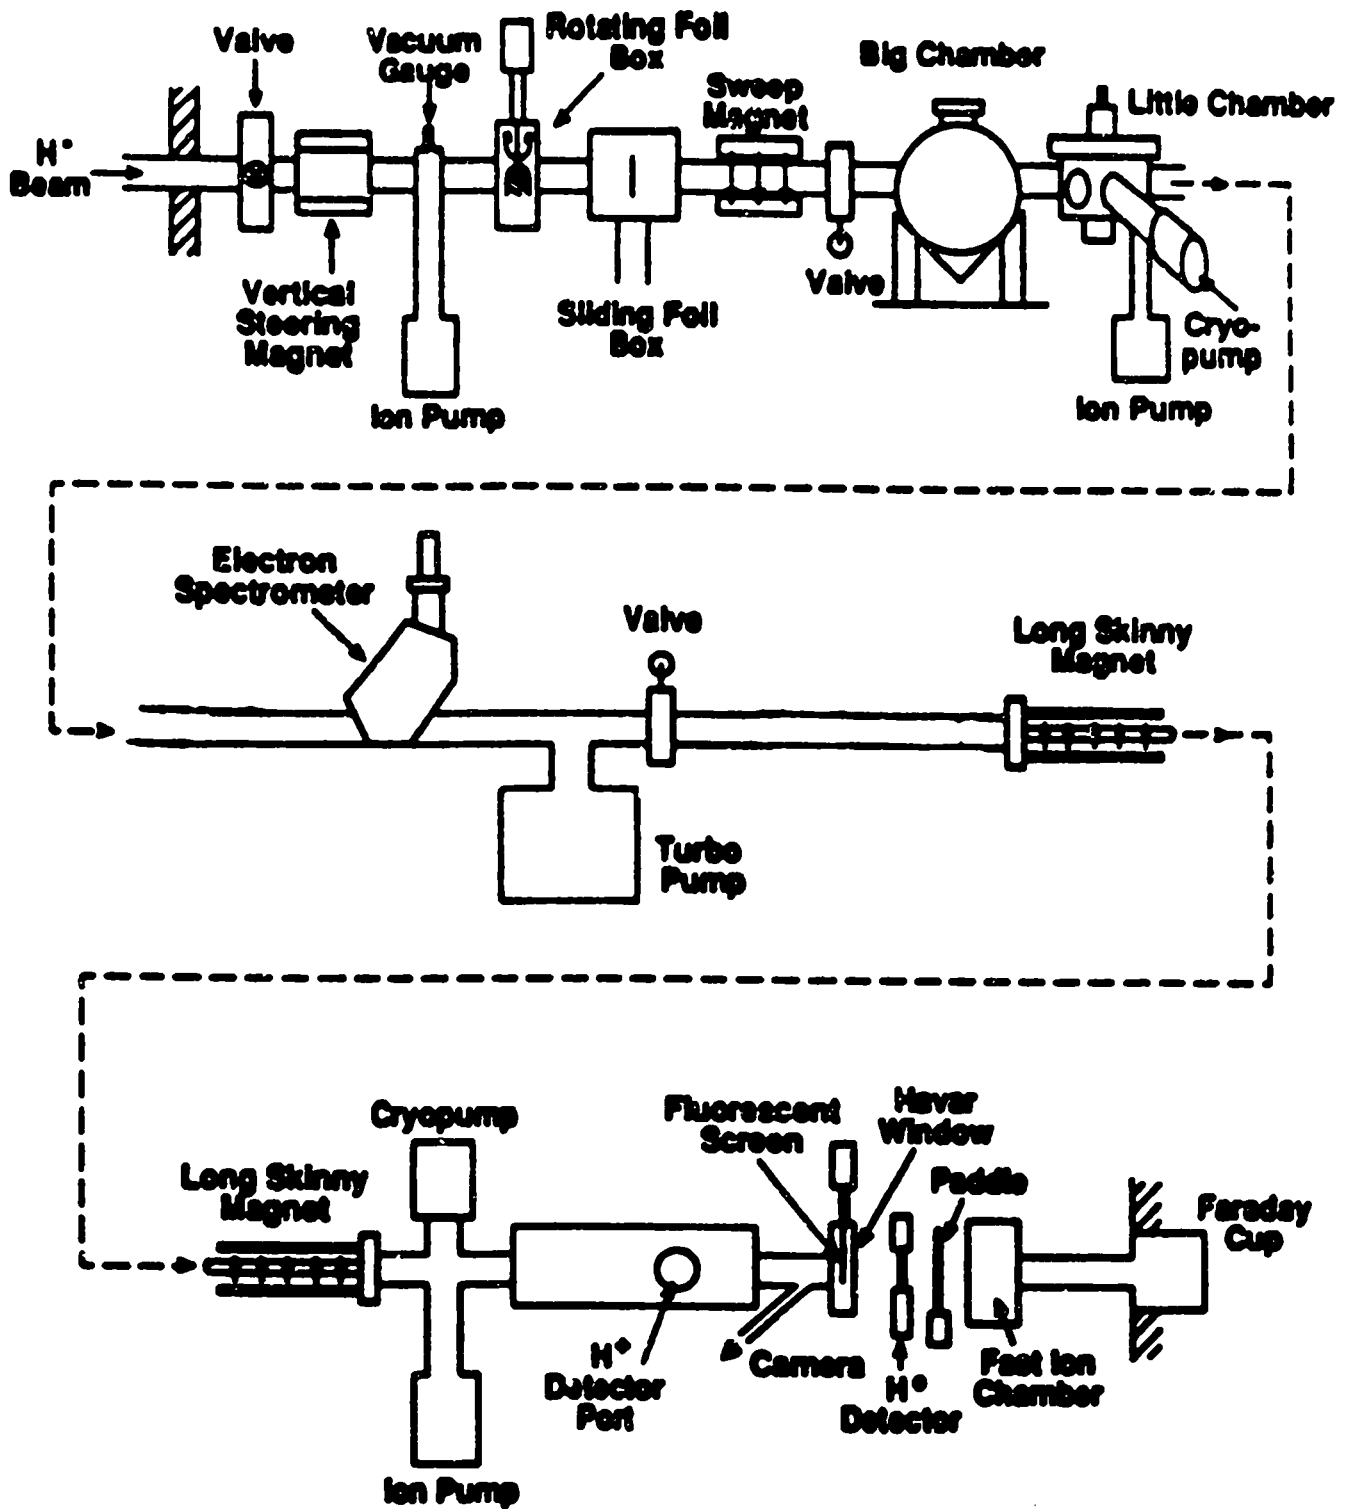 Valve
Vacuum
Gauge
Rotating Foil
Box
Sweep
Magnet
Big Chamber
Little Chamber
H⁻
Beam
Vertical
Steering
Magnet
Ion Pump
Sliding Foil
Box
Valve
Cryo-
pump
Ion Pump
Electron
Spectrometer
Valve
Long Skinny
Magnet
Turbo
Pump
Cryopump
Long Skinny
Magnet
Fluorescent
Screen
Havar
Window
Paddle
Faraday
Cup
H⁺
Detector
Port
Camera
H⁰
Detector
Fast Ion
Chamber
Ion Pump